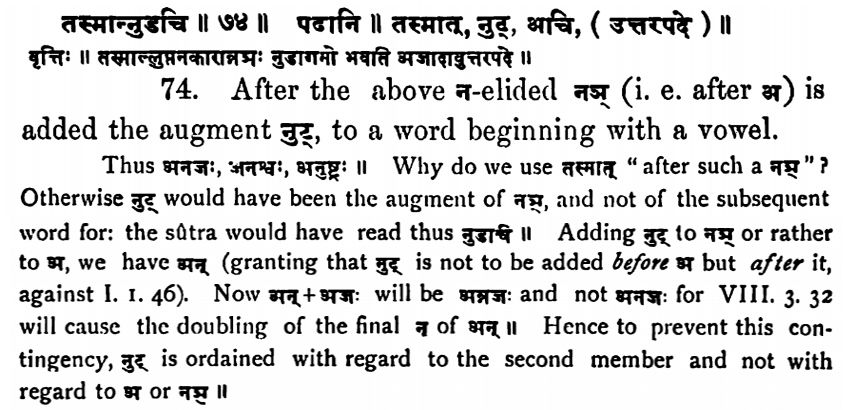 तस्मान्नुडचि ॥ ७४ ॥ पदानि ॥ तस्मात्, नुट्, अचि, ( उत्तरपदे ) ॥
वृत्तिः ॥ तस्माल्लुप्तनकारान्नञः नुडागमो भवति अजादावुत्तरपदे ॥
74. After the above न-elided नञ् (i. e. after अ) is
added the augment नुट्, to a word beginning with a vowel.
Thus अनजः, अनश्वः, अनुष्ट्रः ॥ Why do we use तस्मात् “after such a नञ्”?
Otherwise नुट् would have been the augment of नञ्, and not of the subsequent
word for: the sûtra would have read thus नुडाचि ॥ Adding नुट् to नञ् or rather
to अ, we have अन् (granting that नुट् is not to be added before अ but after it,
against I. 1. 46). Now अन्+अजः will be अन्नजः and not अनजः for VIII. 3. 32
will cause the doubling of the final न् of अन् ॥ Hence to prevent this con-
tingency, नुट् is ordained with regard to the second member and not with
regard to अ or नञ् ॥